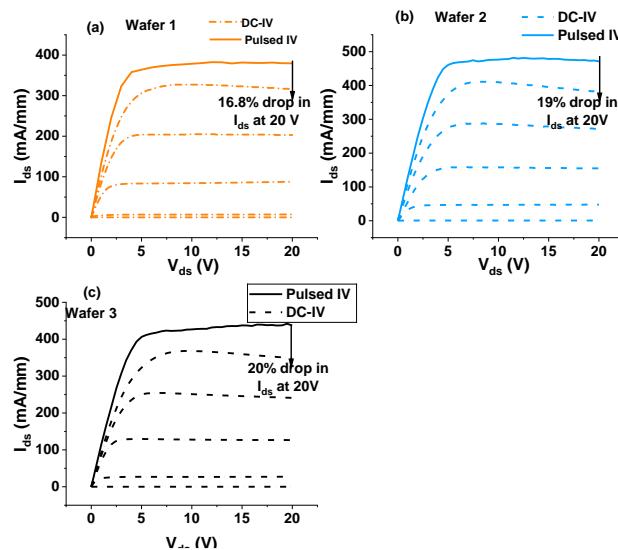 Wafer 1
(a)
DC-IV
Pulsed IV
400
300
200
100
0
16.8% drop in
Ids at 20 V
Ids (mA/mm)
0 5 10 15 20
Vds (V)
(b)
Wafer 2
DC-IV
Pulsed IV
500
400
300
200
100
0
19% drop in
Ids at 20 V
Ids (mA/mm)
0 5 10 15 20
Vds (V)
(c)
Wafer 3
Pulsed IV
DC-IV
500
400
300
200
100
0
20% drop in
Ids at 20V
Ids (mA/mm)
0 5 10 15 20
Vds (V)